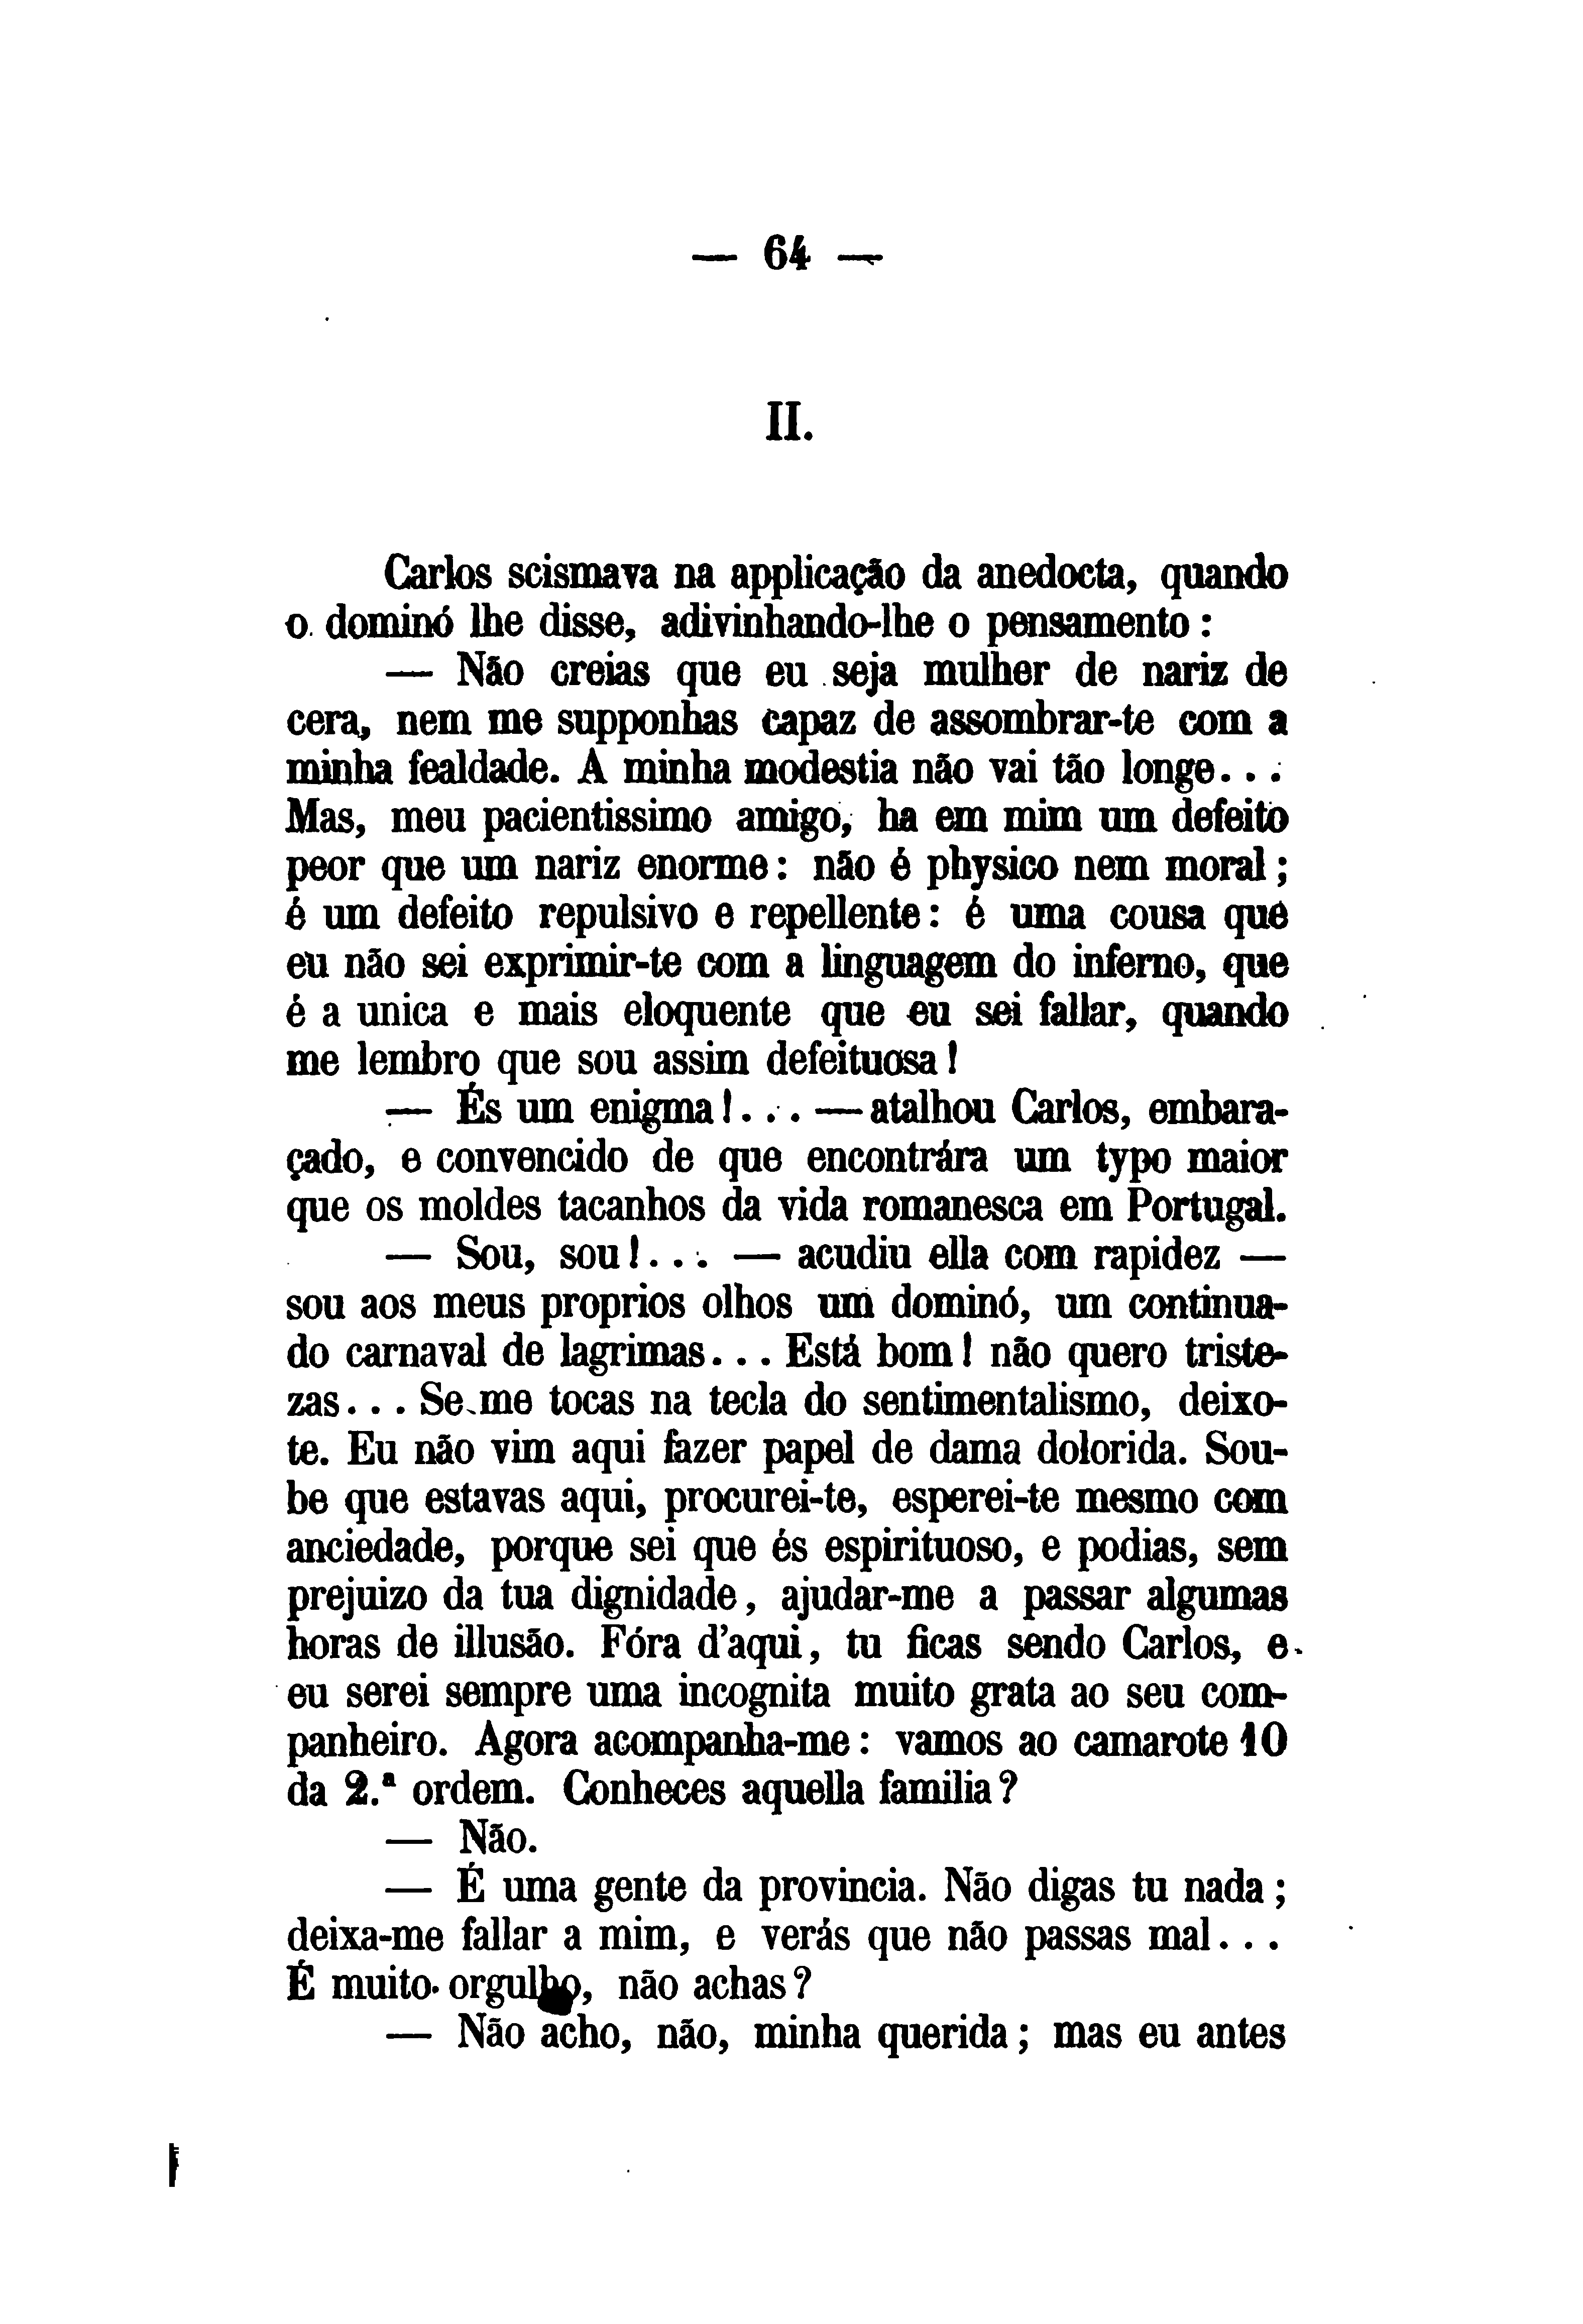 — 64 —
II.
Carlos scismava na applicação da anedocta, quando
o dominó lhe disse, adivinhando-lhe o pensamento :
— Não creias que eu seja mulher de nariz de
cera, nem me supponhas capaz de assombrar-te com a
minha fealdade. A minha modestia não vai tão longe...
Mas, meu pacientissimo amigo, ha em mim um defeito
peor que um nariz enorme : não é physico nem moral ;
é um defeito repulsivo e repellente : é uma cousa que
eu não sei exprimir-te com a linguagem do inferno, que
é a unica e mais eloquente que eu sei fallar, quando
me lembro que sou assim defeituosa !
— És um enigma !... — atalhou Carlos, embara-
çado, e convencido de que encontrára um typo maior
que os moldes tacanhos da vida romanesca em Portugal.
— Sou, sou !... — acudiu ella com rapidez —
sou aos meus proprios olhos um dominó, um continua-
do carnaval de lagrimas... Está bom ! não quero triste-
zas... Se me tocas na tecla do sentimentalismo, deixo-
te. Eu não vim aqui fazer papel de dama dolorida. Sou-
be que estavas aqui, procurei-te, esperei-te mesmo com
anciedade, porque sei que és espirituoso, e podias, sem
prejuizo da tua dignidade, ajudar-me a passar algumas
horas de illusão. Fóra d'aqui, tu ficas sendo Carlos, e
eu serei sempre uma incognita muito grata ao seu com-
panheiro. Agora acompanha-me : vamos ao camarote 10
da 2.ª ordem. Conheces aquella familia ?
— Não.
— É uma gente da provincia. Não digas tu nada ;
deixa-me fallar a mim, e verás que não passas mal...
É muito orgulho, não achas ?
— Não acho, não, minha querida ; mas eu antes